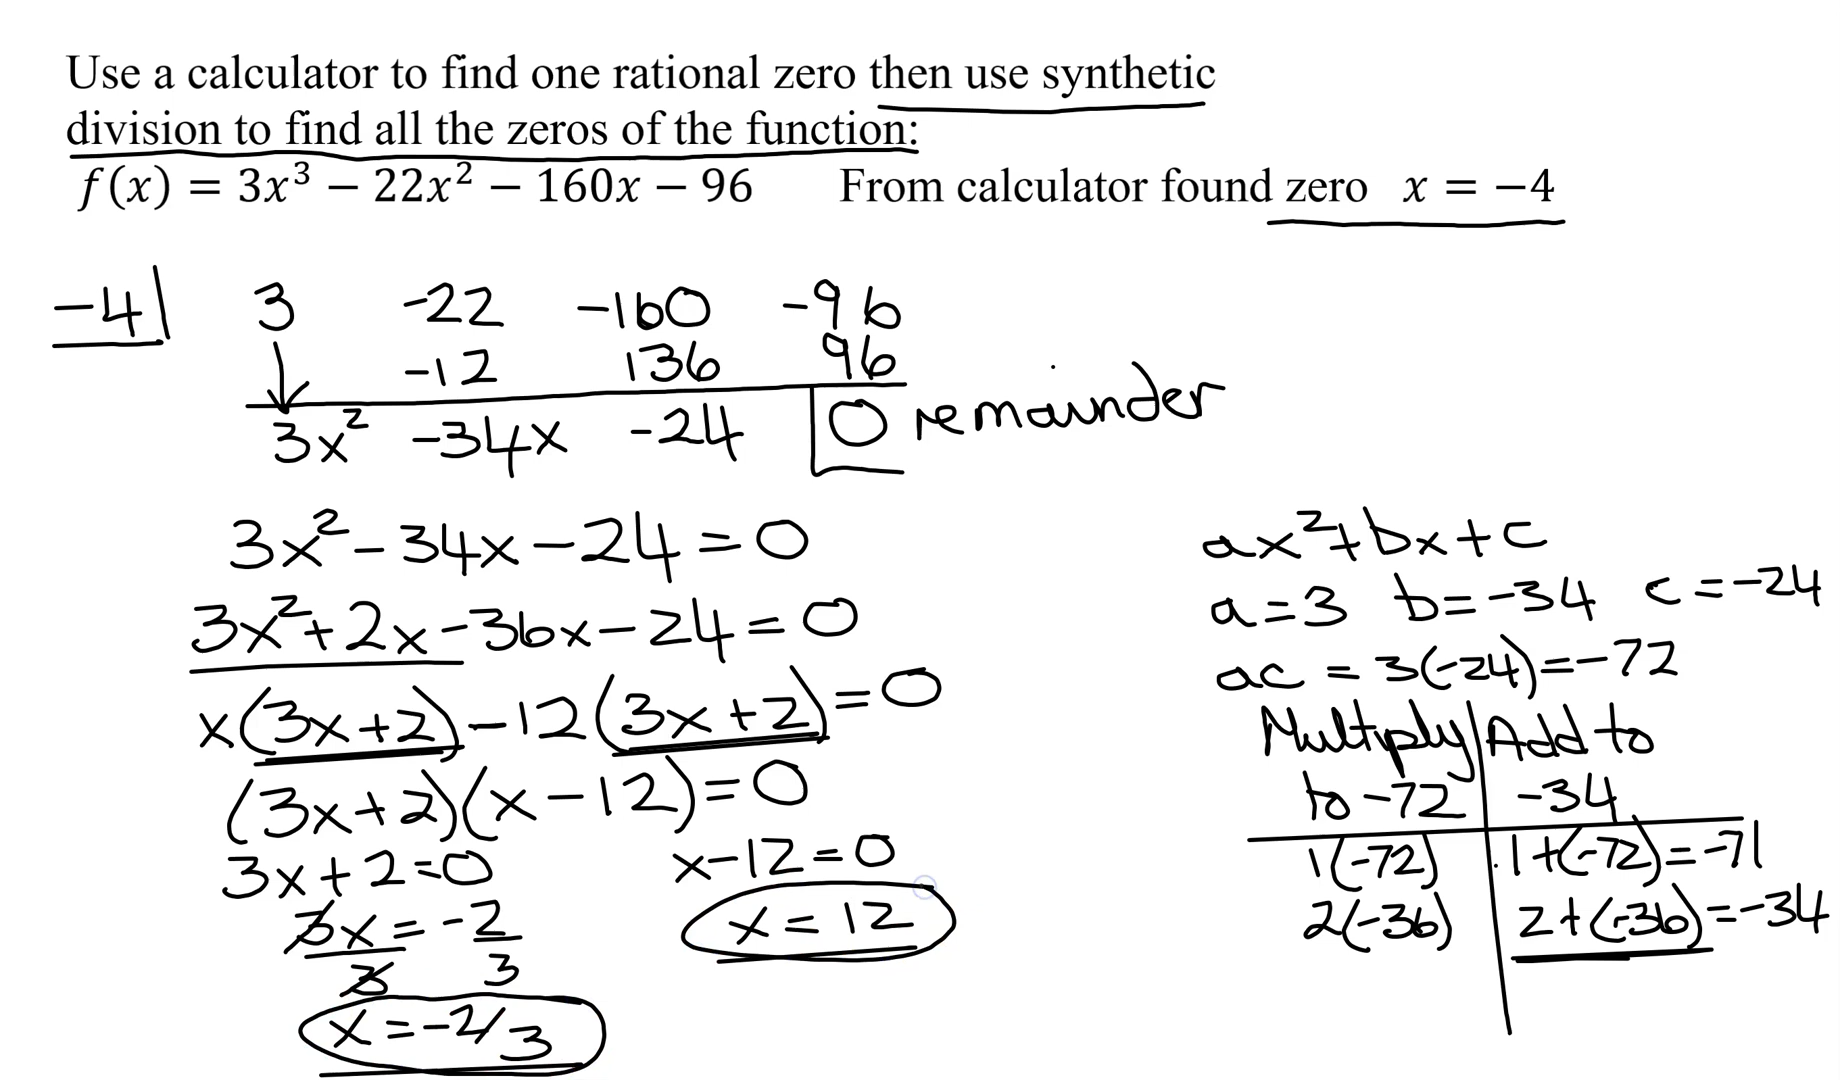 Use a calculator to find one rational zero then use synthetic
division to find all the zeros of the function:
f(x) = 3x³ − 22x² − 160x − 96 From calculator found zero x = −4
-4| 3 -22 -160 -96
-12 136 96
3x² -34x -24 0 remainder
3x² - 34x - 24 = 0
3x² + 2x - 36x - 24 = 0
x(3x+2) - 12(3x+2) = 0
(3x+2)(x-12) = 0
3x+2=0 x-12=0
3x = -2 x = 12
3 3
x = -2/3
ax²+bx+c
a=3 b=-34 c=-24
ac = 3(-24) = -72
Multiply Add to
to -72 -34
1(-72) 1+(-72)=-71
2(-36) 2+(-36)=-34